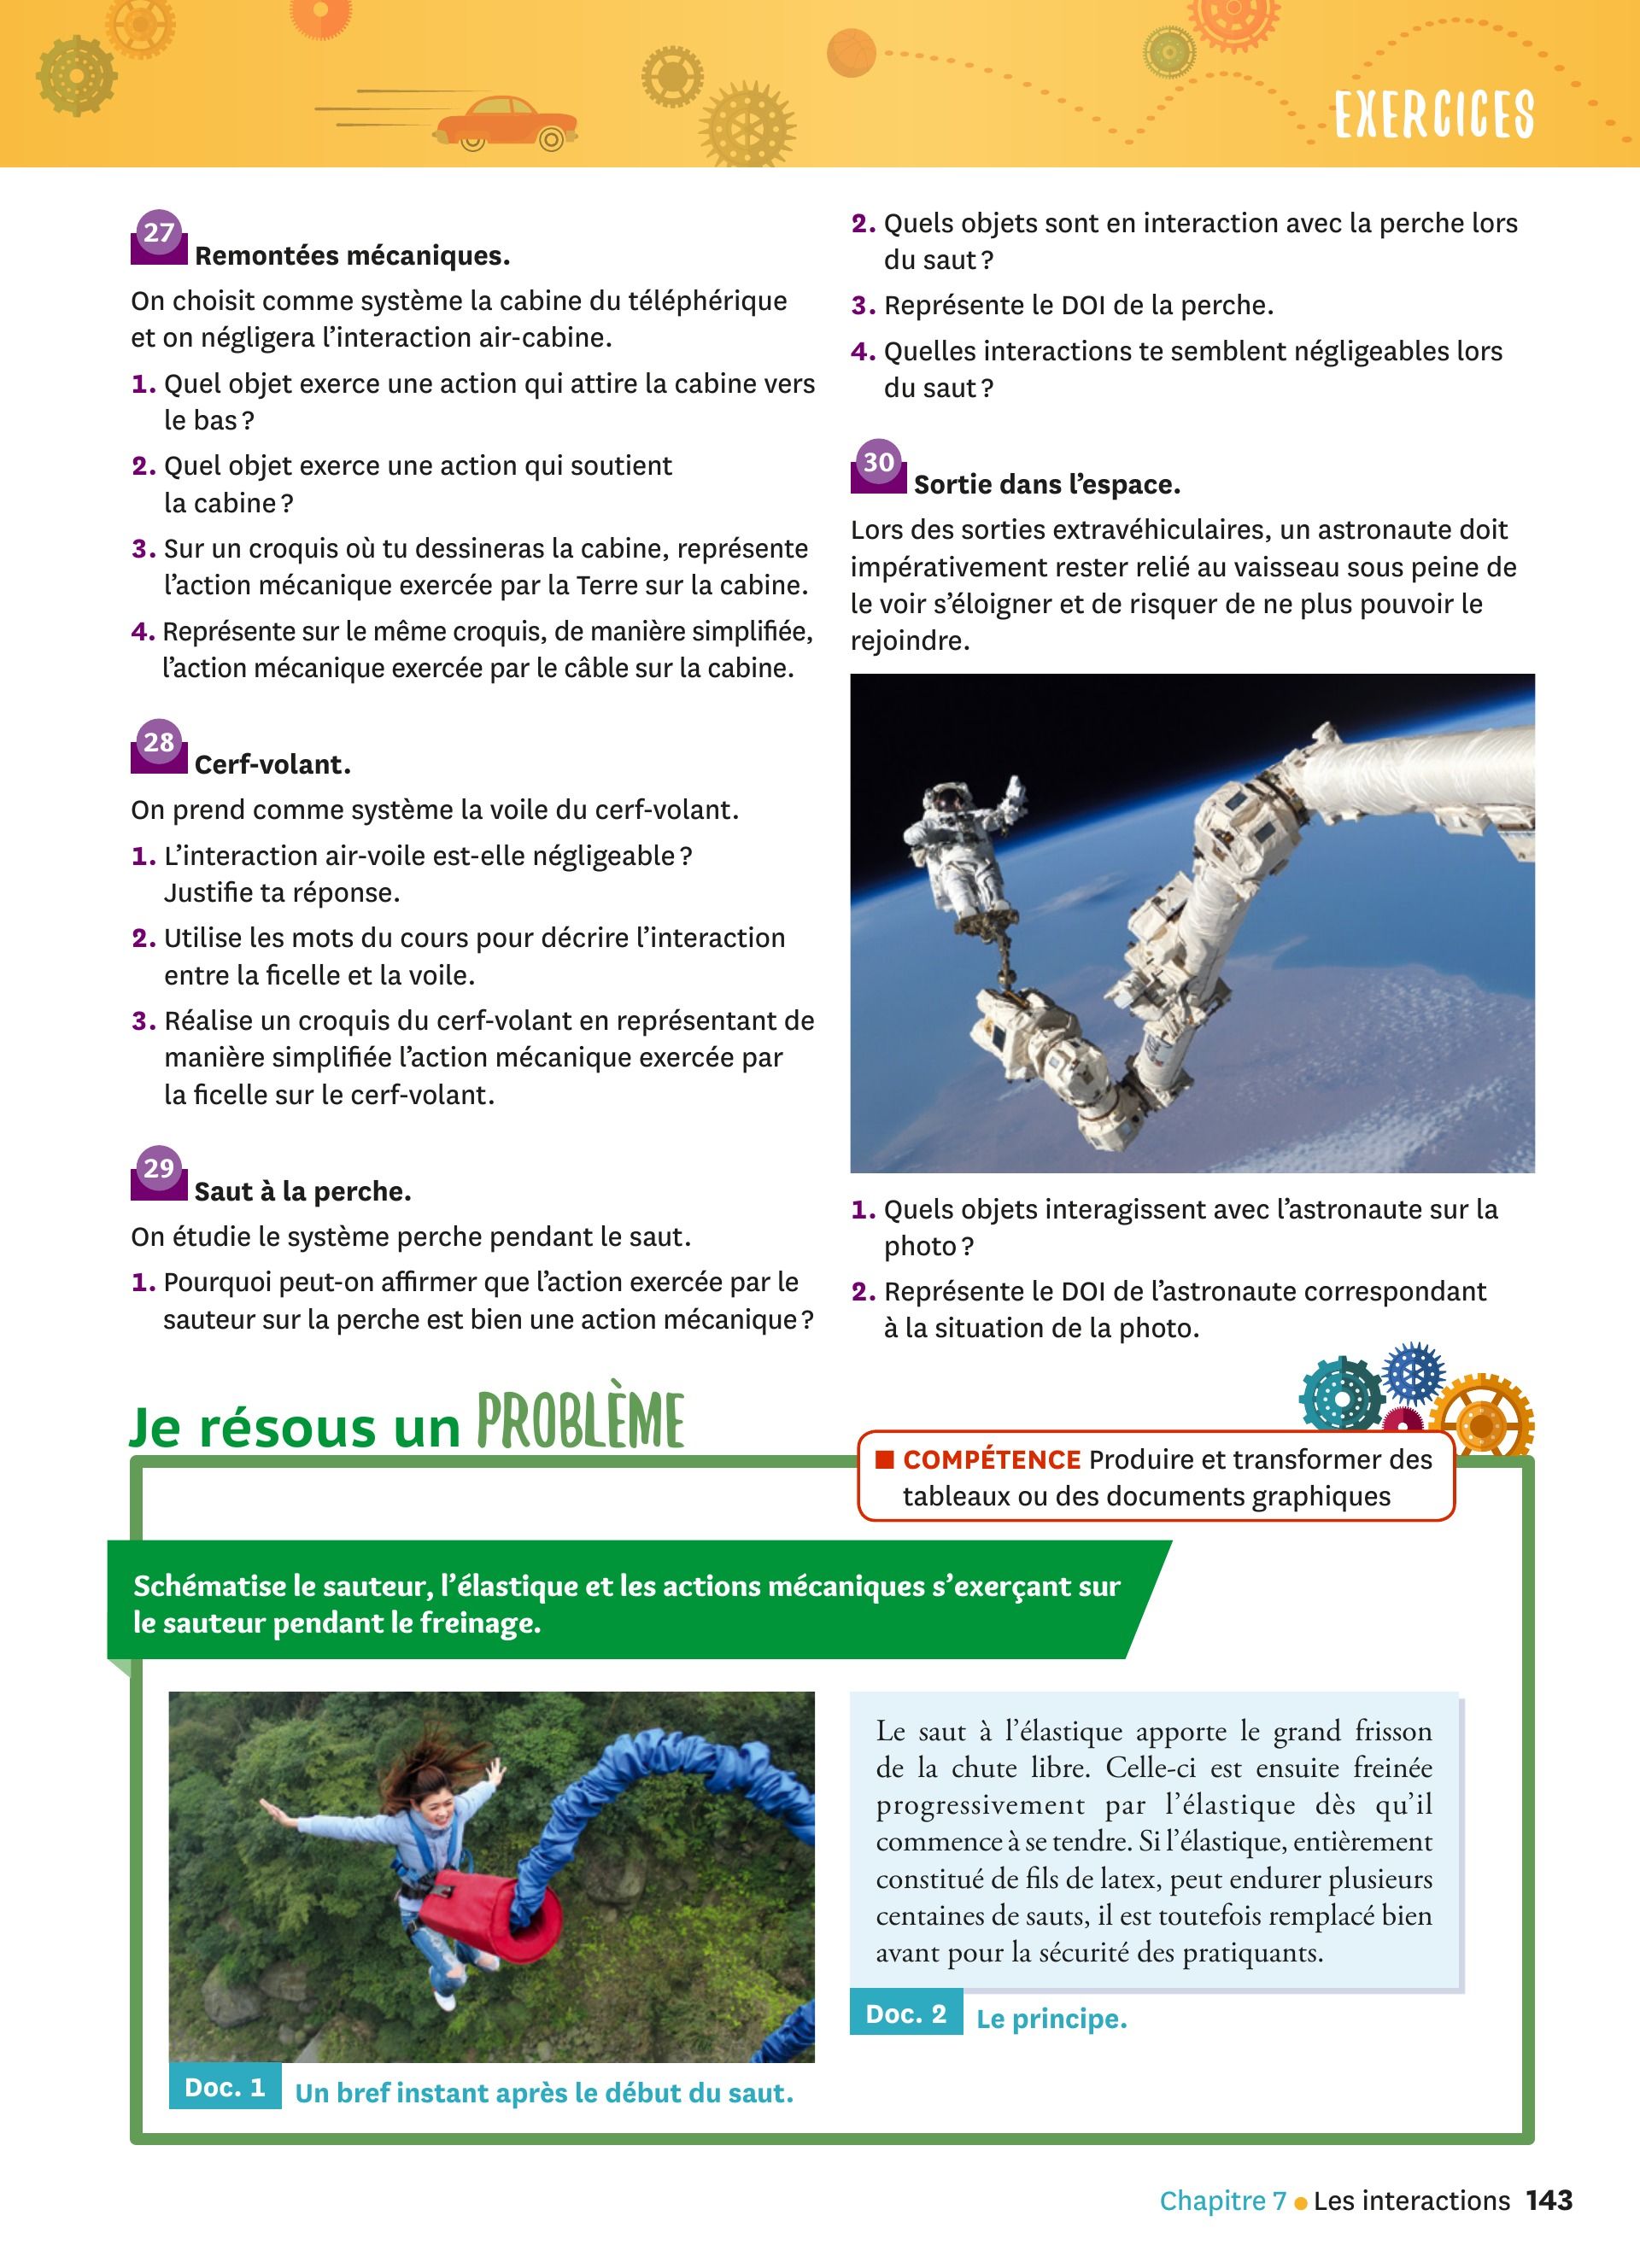 EXERCICES
27 Remontées mécaniques.
On choisit comme système la cabine du téléphérique
et on négligera l'interaction air-cabine.
1. Quel objet exerce une action qui attire la cabine vers
le bas ?
2. Quel objet exerce une action qui soutient
la cabine ?
3. Sur un croquis où tu dessineras la cabine, représente
l'action mécanique exercée par la Terre sur la cabine.
4. Représente sur le même croquis, de manière simplifiée,
l'action mécanique exercée par le câble sur la cabine.
28 Cerf-volant.
On prend comme système la voile du cerf-volant.
1. L'interaction air-voile est-elle négligeable ?
Justifie ta réponse.
2. Utilise les mots du cours pour décrire l'interaction
entre la ficelle et la voile.
3. Réalise un croquis du cerf-volant en représentant de
manière simplifiée l'action mécanique exercée par
la ficelle sur le cerf-volant.
29 Saut à la perche.
On étudie le système perche pendant le saut.
1. Pourquoi peut-on affirmer que l'action exercée par le
sauteur sur la perche est bien une action mécanique ?
2. Quels objets sont en interaction avec la perche lors
du saut ?
3. Représente le DOI de la perche.
4. Quelles interactions te semblent négligeables lors
du saut ?
30 Sortie dans l'espace.
Lors des sorties extravéhiculaires, un astronaute doit
impérativement rester relié au vaisseau sous peine de
le voir s'éloigner et de risquer de ne plus pouvoir le
rejoindre.
1. Quels objets interagissent avec l'astronaute sur la
photo ?
2. Représente le DOI de l'astronaute correspondant
à la situation de la photo.
Je résous un PROBLÈME
■ COMPÉTENCE Produire et transformer des
tableaux ou des documents graphiques
Schématise le sauteur, l'élastique et les actions mécaniques s'exerçant sur
le sauteur pendant le freinage.
Doc. 1 Un bref instant après le début du saut.
Le saut à l'élastique apporte le grand frisson
de la chute libre. Celle-ci est ensuite freinée
progressivement par l'élastique dès qu'il
commence à se tendre. Si l'élastique, entièrement
constitué de fils de latex, peut endurer plusieurs
centaines de sauts, il est toutefois remplacé bien
avant pour la sécurité des pratiquants.
Doc. 2 Le principe.
Chapitre 7 • Les interactions 143